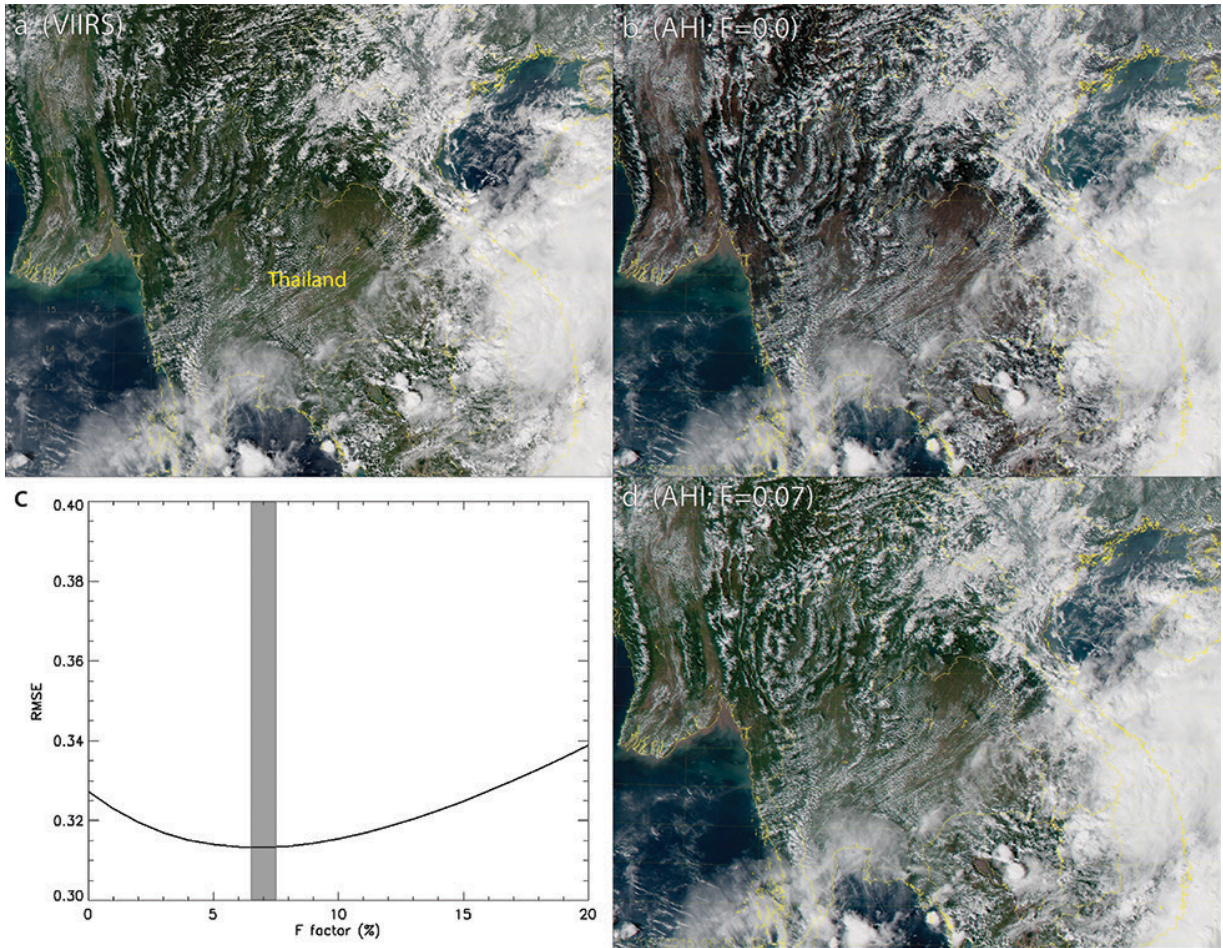 a: (VIIRS)
b: (AHI; F=0.0)
Thailand
c
d: (AHI; F=0.07)
0.40
0.38
0.36
0.34
0.32
0.30
RMSE
0 5 10 15 20
F factor (%)